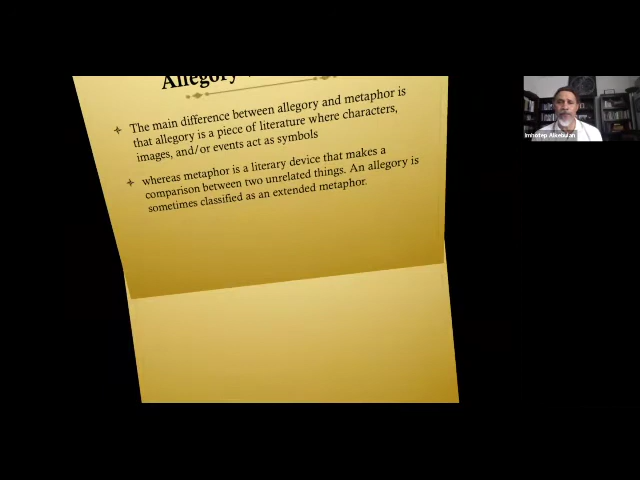 Allegory
The main difference between allegory and metaphor is
that allegory is a piece of literature where characters,
images, and/or events act as symbols
whereas metaphor is a literary device that makes a
comparison between two unrelated things. An allegory is
sometimes classified as an extended metaphor.
Imhotep Alkebulan